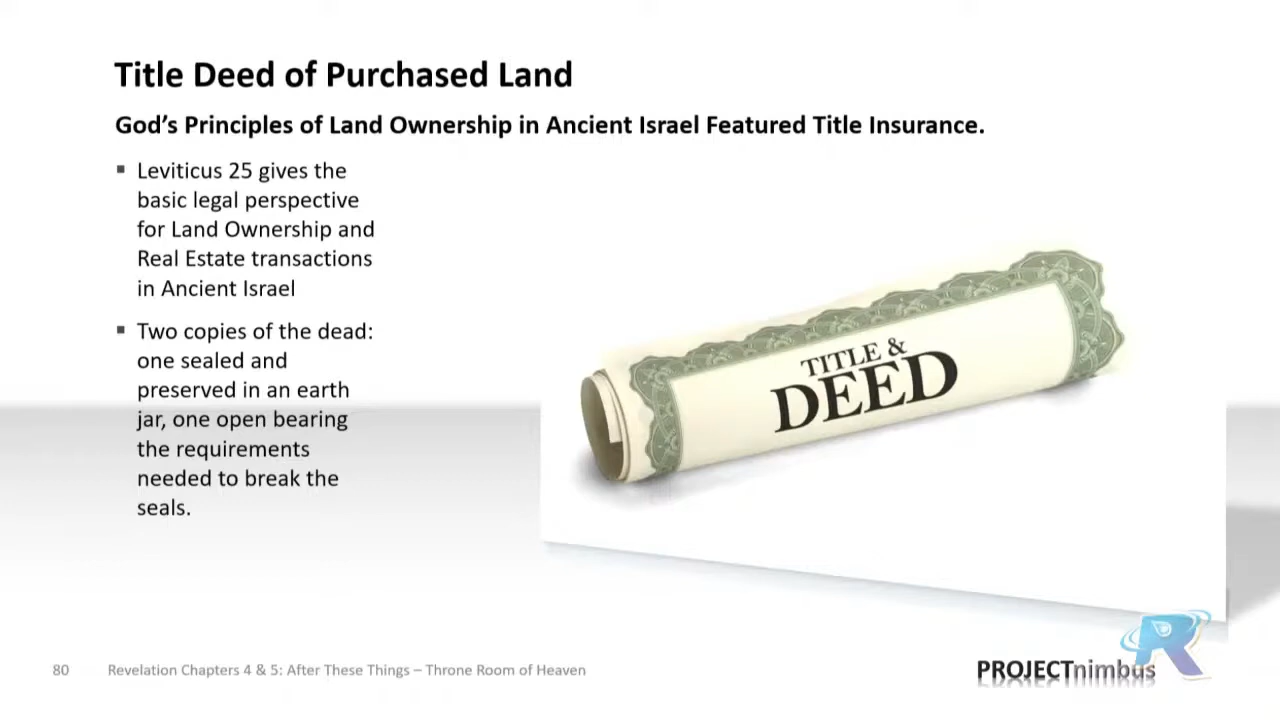 Title Deed of Purchased Land
God’s Principles of Land Ownership in Ancient Israel Featured Title Insurance.
▪ Leviticus 25 gives the
basic legal perspective
for Land Ownership and
Real Estate transactions
in Ancient Israel
▪ Two copies of the dead:
one sealed and
preserved in an earth
jar, one open bearing
the requirements
needed to break the
seals.
TITLE &
DEED
80 Revelation Chapters 4 & 5: After These Things – Throne Room of Heaven
PROJECTnimbus
R